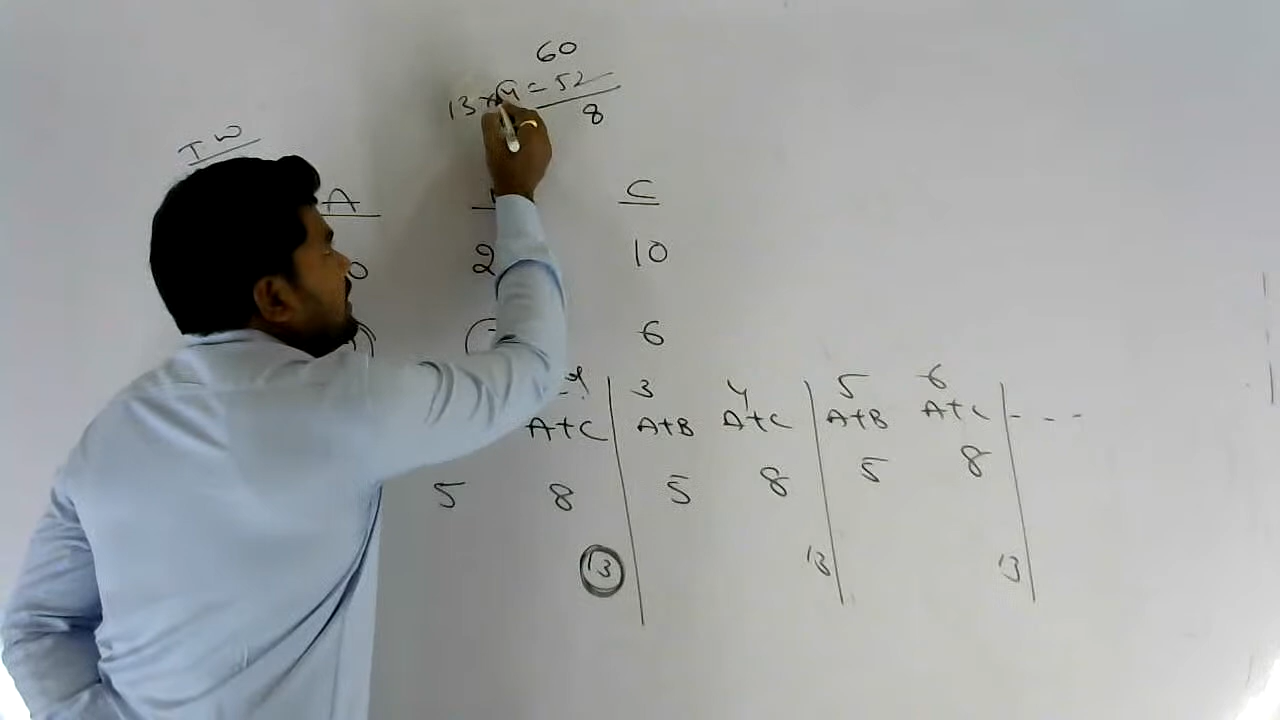 60
13 × 4 = 52
8
T W
A C
2 10
6
3 4 5 6
A+C A+B A+C A+B A+C - - -
5 8 5 8 5 8
13 13 13